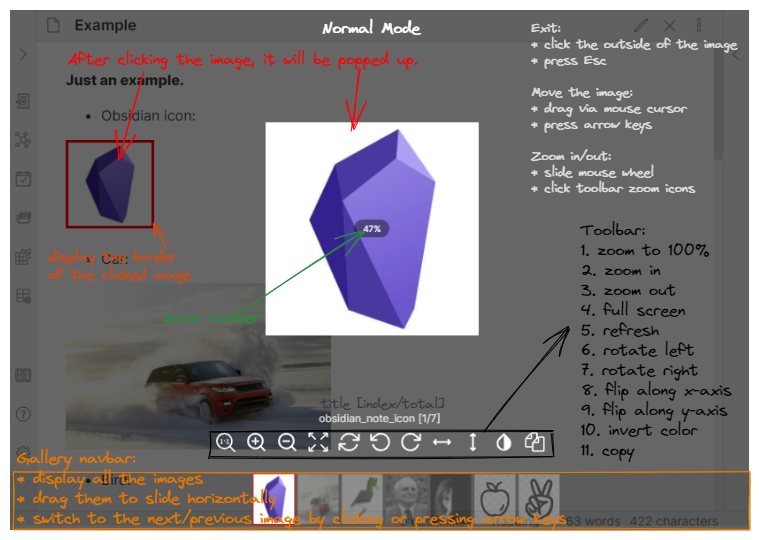 Example
Normal Mode
Exit:
* click the outside of the image
* press Esc
After clicking the image, it will be popped up.
Just an example.
Move the image:
* drag via mouse cursor
* press arrow keys
Obsidian icon:
Zoom in/out:
* slide mouse wheel
* click toolbar zoom icons
47%
display the border
of the clicked image
Car:
Toolbar:
1. zoom to 100%
2. zoom in
3. zoom out
4. full screen
5. refresh
6. rotate left
7. rotate right
8. flip along x-axis
9. flip along y-axis
10. invert color
11. copy
zoom number
title [index/total]
obsidian_note_icon [1/7]
1:1
Gallery navbar:
* display all the images
* drag them to slide horizontally
* switch to the next/previous image by clicking or pressing arrow keys
63 words 422 characters